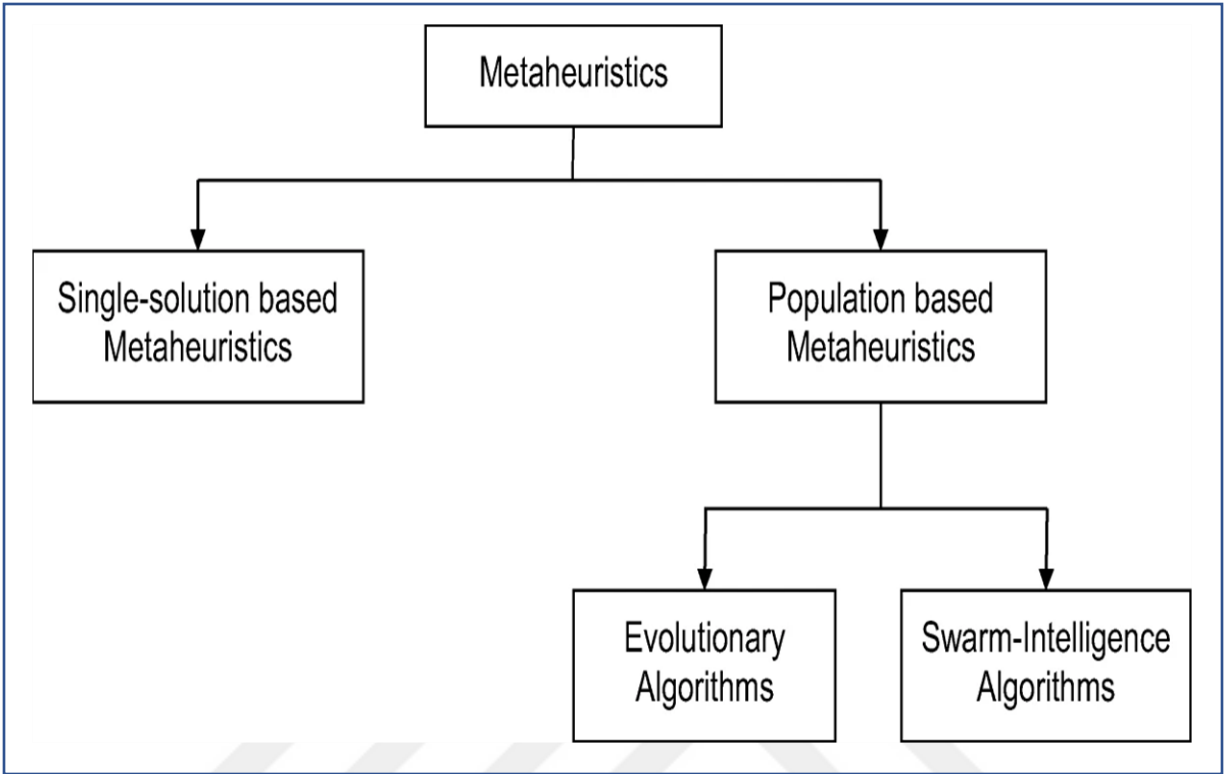 Metaheuristics
Single-solution based
Metaheuristics
Population based
Metaheuristics
Evolutionary
Algorithms
Swarm-Intelligence
Algorithms